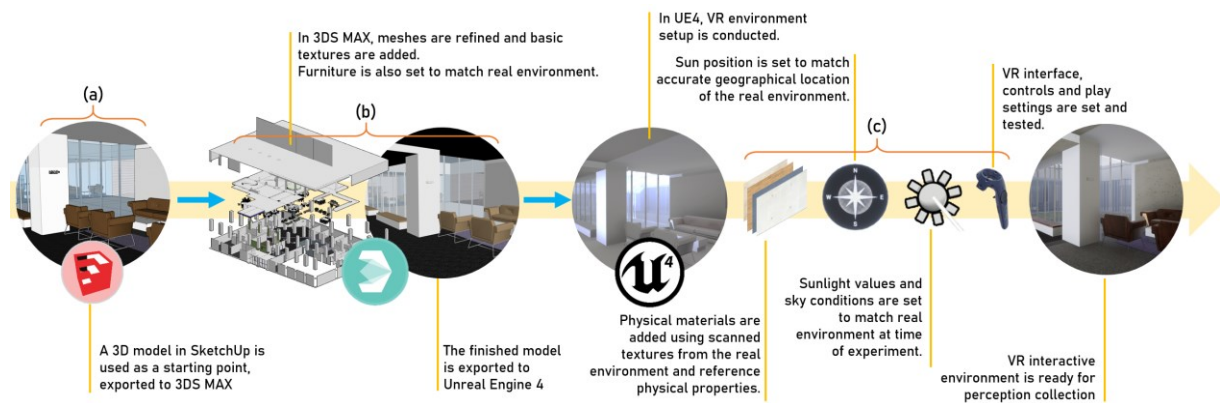 In 3DS MAX, meshes are refined and basic
textures are added.
Furniture is also set to match real environment.
In UE4, VR environment
setup is conducted.
Sun position is set to match
accurate geographical location
of the real environment.
VR interface,
controls and play
settings are set and
tested.
(a)
(b)
(c)
N
W
E
S
4
A 3D model in SketchUp is
used as a starting point,
exported to 3DS MAX
The finished model
is exported to
Unreal Engine 4
Physical materials are
added using scanned
textures from the real
environment and reference
physical properties.
Sunlight values and
sky conditions are set
to match real
environment at time
of experiment.
VR interactive
environment is ready for
perception collection